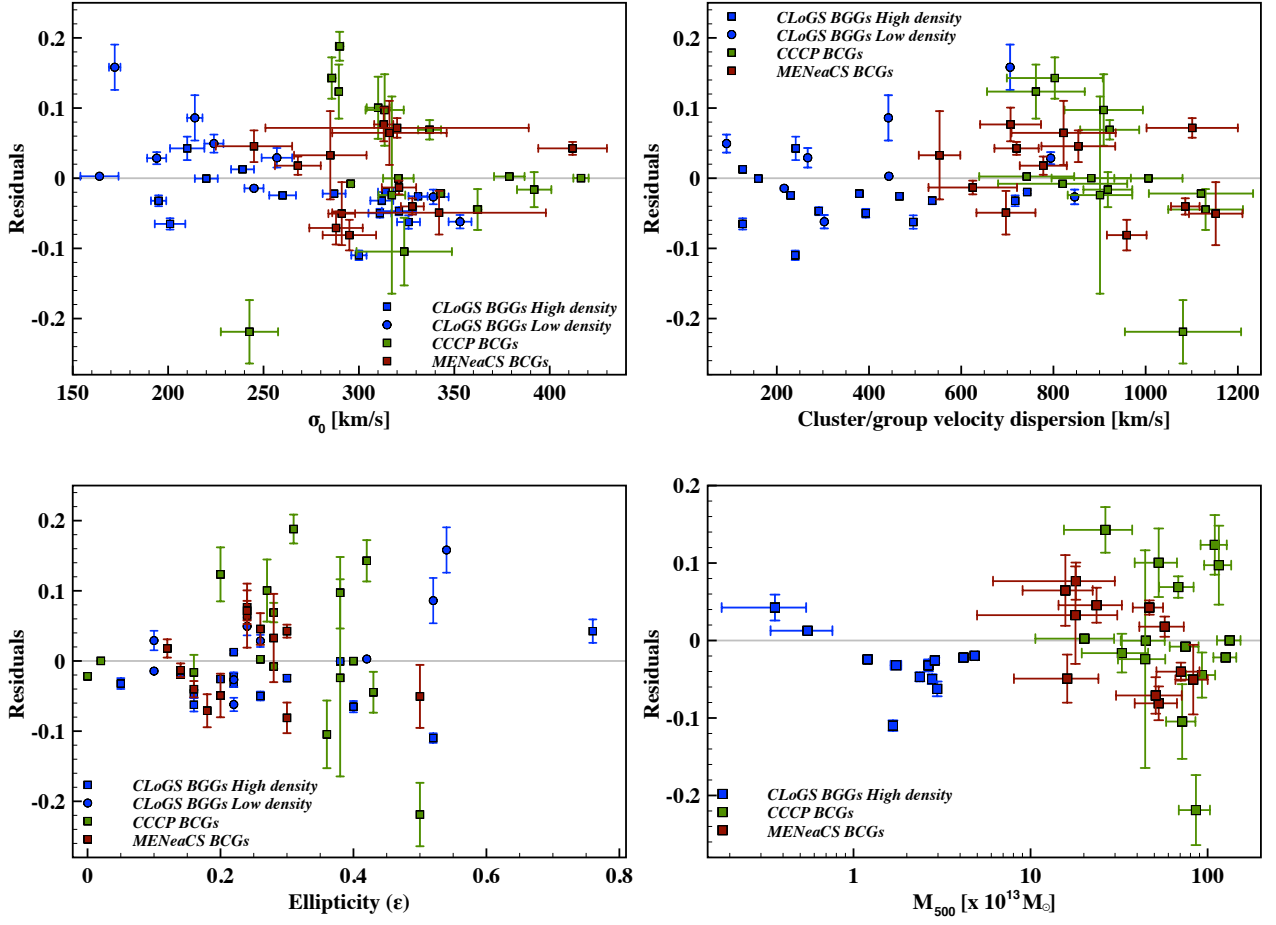 0.2
0.1
0
-0.1
-0.2
Residuals
CLoGS BGGs High density
CLoGS BGGs Low density
CCCP BCGs
MENeaCS BCGs
150 200 250 300 350 400
σ0 [km/s]
0.2
0.1
0
-0.1
-0.2
Residuals
CLoGS BGGs High density
CLoGS BGGs Low density
CCCP BCGs
MENeaCS BCGs
200 400 600 800 1000 1200
Cluster/group velocity dispersion [km/s]
0.2
0.1
0
-0.1
-0.2
Residuals
CLoGS BGGs High density
CLoGS BGGs Low density
CCCP BCGs
MENeaCS BCGs
0 0.2 0.4 0.6 0.8
Ellipticity (ε)
0.2
0.1
0
-0.1
-0.2
Residuals
CLoGS BGGs High density
CCCP BCGs
MENeaCS BCGs
1 10 100
M500 [x 10^13 M⊙]